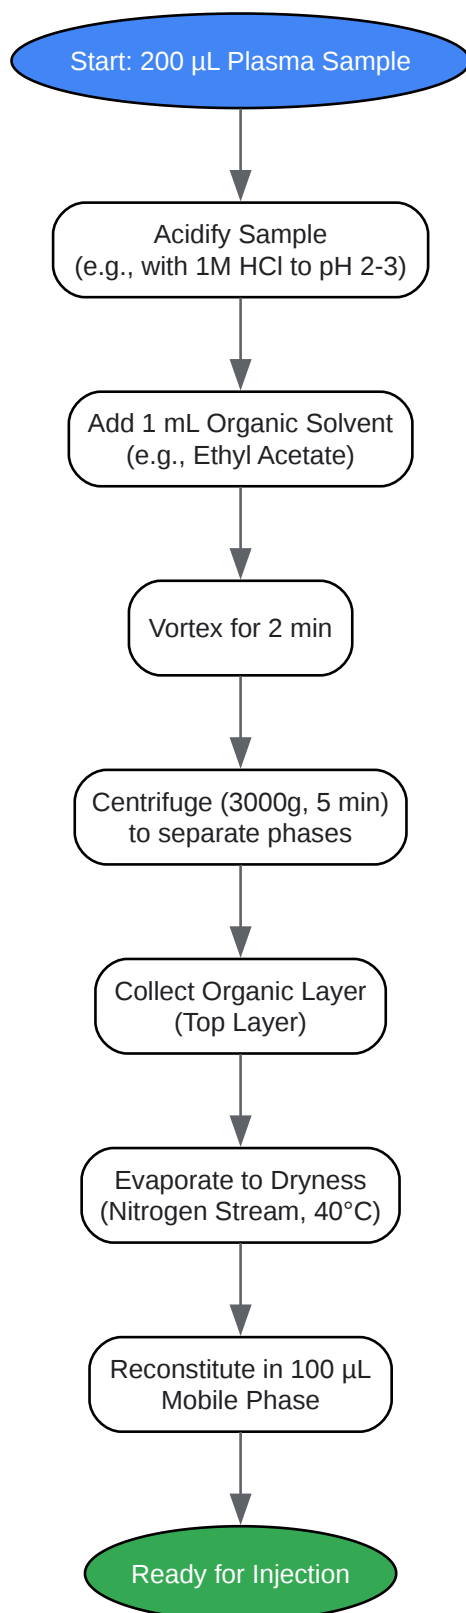 Start: 200 µL Plasma Sample
Acidify Sample
(e.g., with 1M HCl to pH 2-3)
Add 1 mL Organic Solvent
(e.g., Ethyl Acetate)
Vortex for 2 min
Centrifuge (3000g, 5 min)
to separate phases
Collect Organic Layer
(Top Layer)
Evaporate to Dryness
(Nitrogen Stream, 40°C)
Reconstitute in 100 µL
Mobile Phase
Ready for Injection